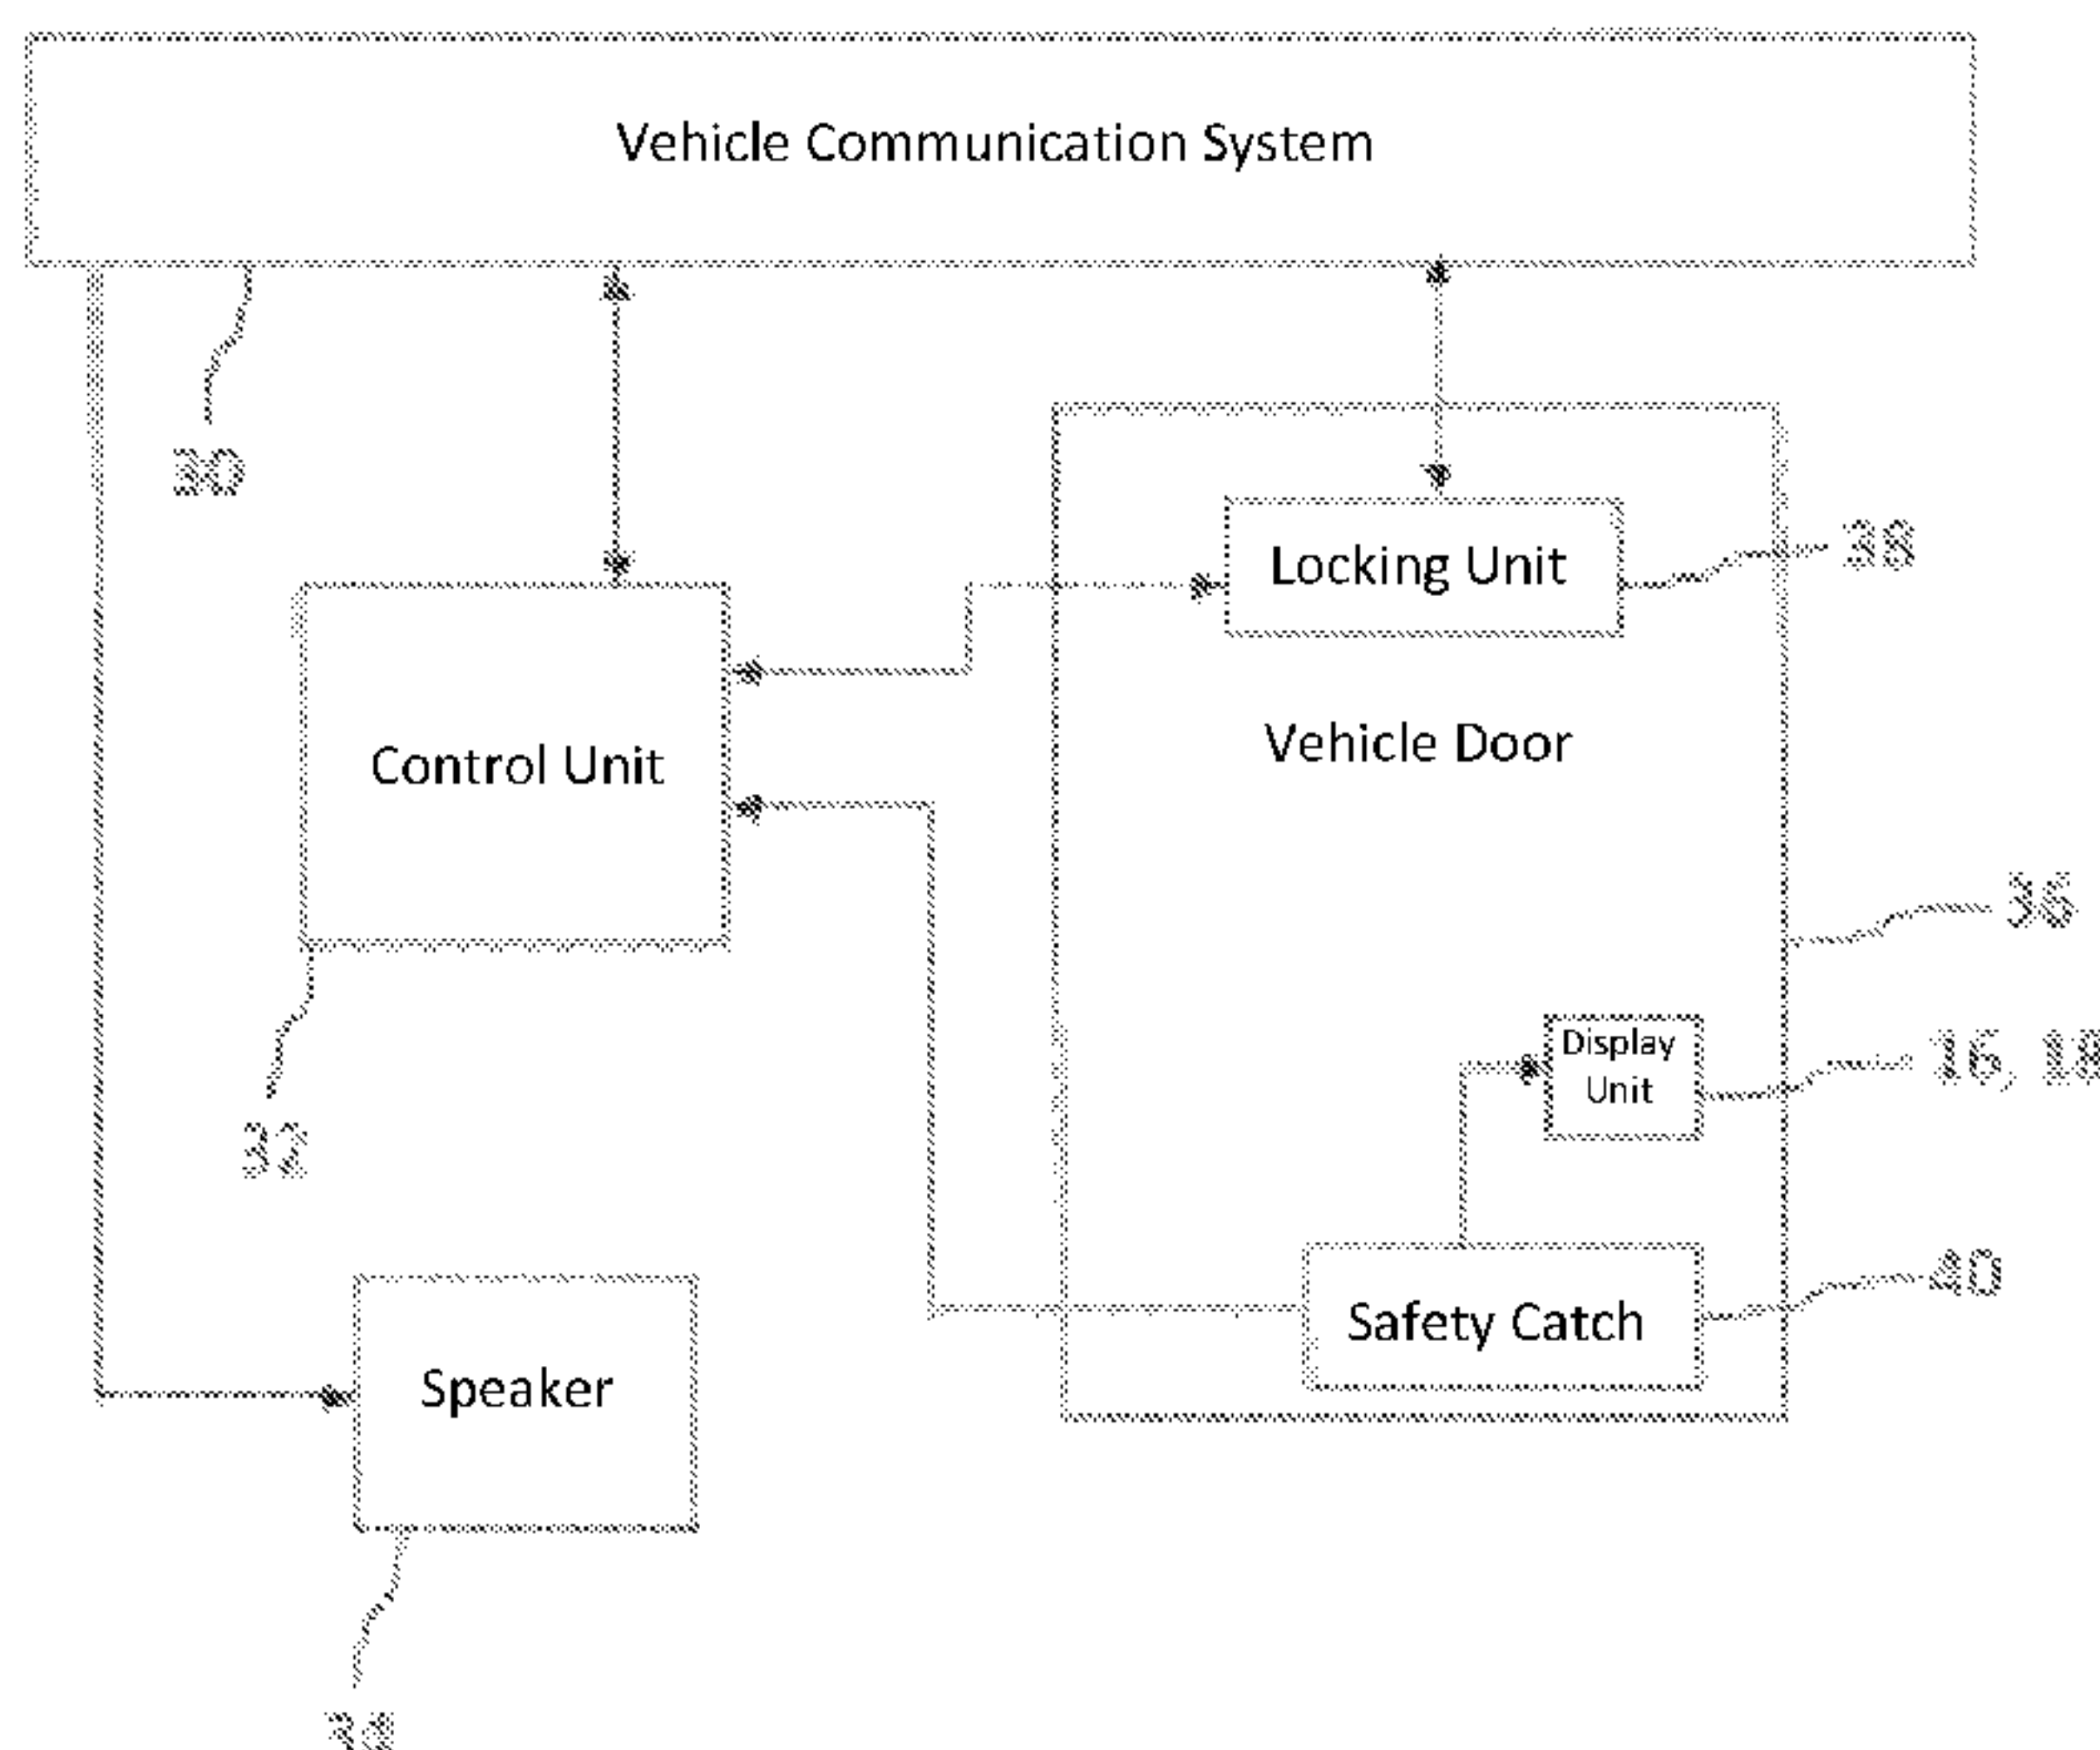 Vehicle Communication System
30
Locking Unit
38
Vehicle Door
Control Unit
36
Display
Unit
16, 18
32
Safety Catch
40
Speaker
34